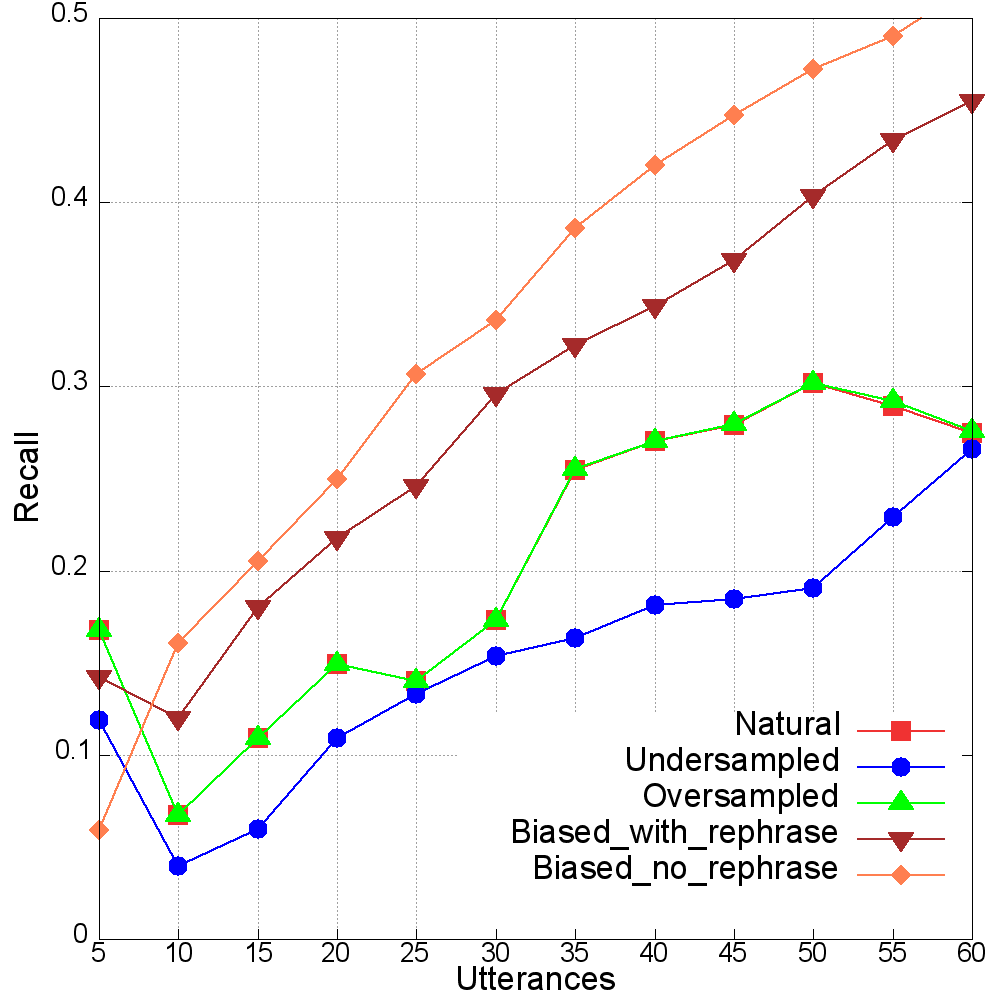 0.5
0.4
0.3
0.2
0.1
0
Recall
5 10 15 20 25 30 35 40 45 50 55 60
Utterances
Natural
Undersampled
Oversampled
Biased_with_rephrase
Biased_no_rephrase